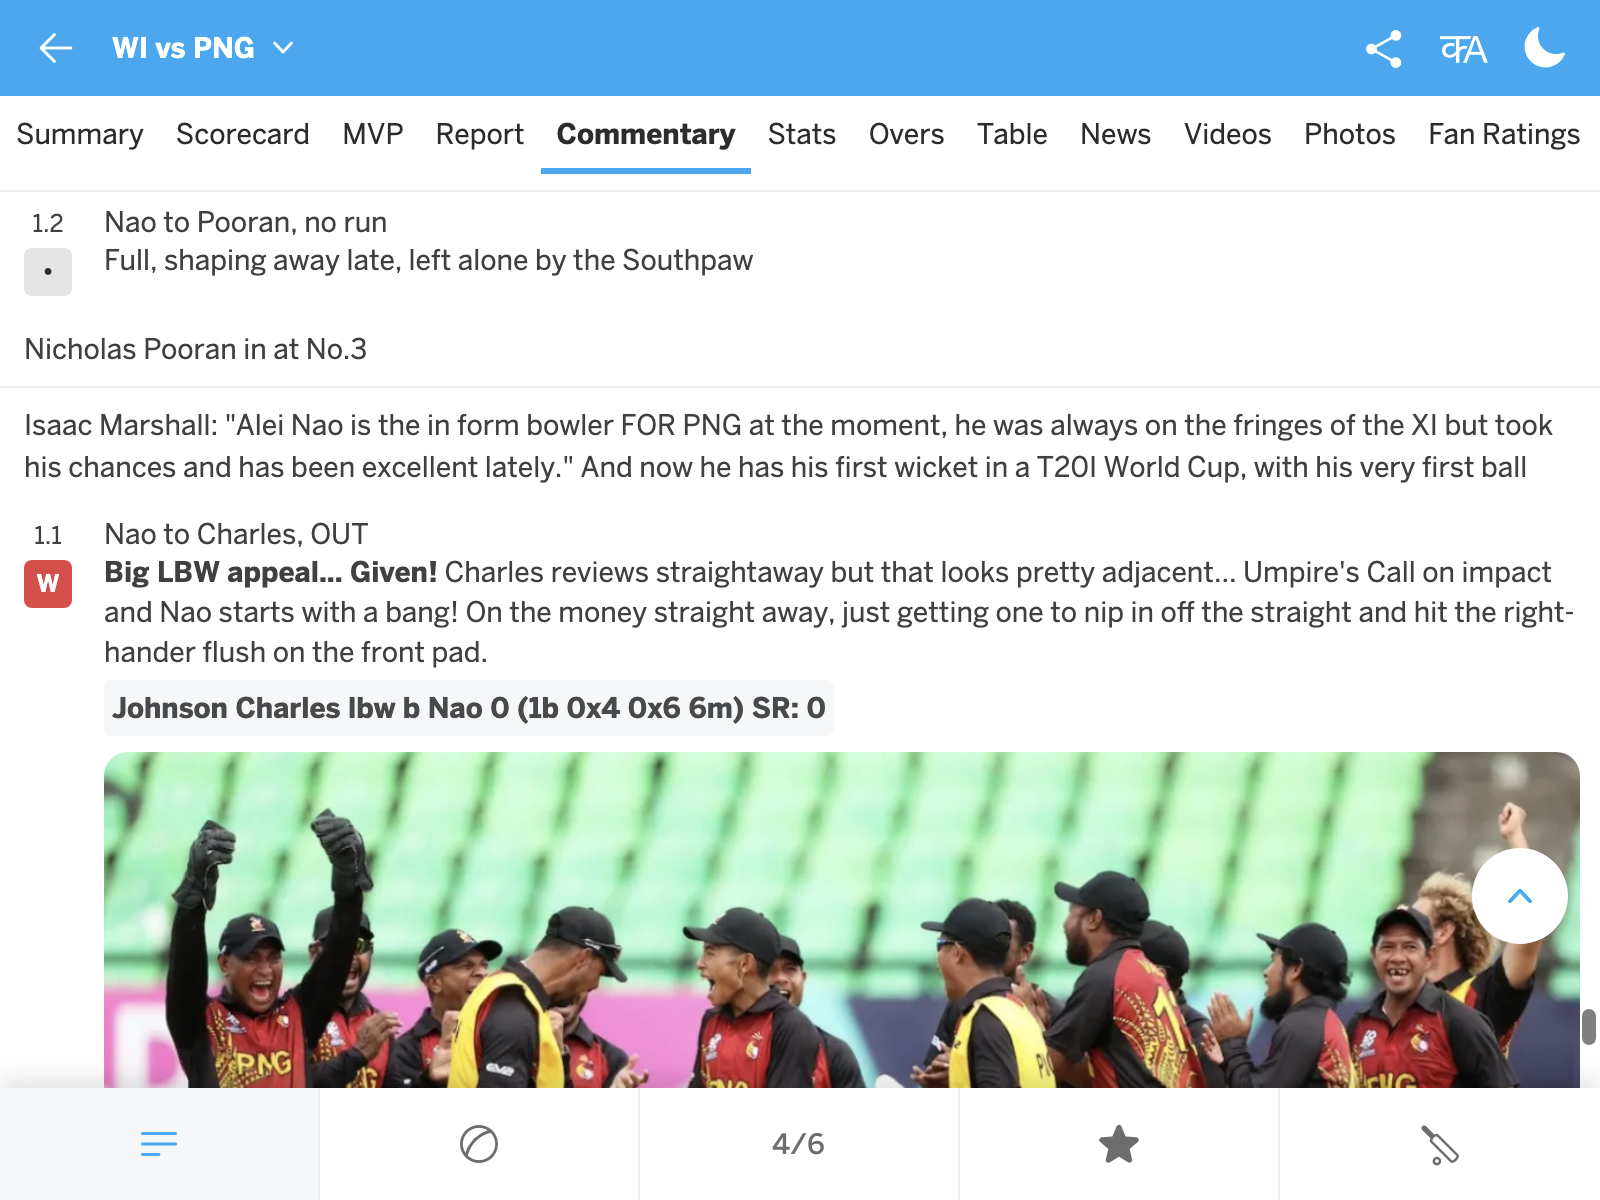 WI vs PNG
कA
Summary Scorecard MVP Report Commentary Stats Overs Table News Videos Photos Fan Ratings
1.2 Nao to Pooran, no run
• Full, shaping away late, left alone by the Southpaw
Nicholas Pooran in at No.3
Isaac Marshall: "Alei Nao is the in form bowler FOR PNG at the moment, he was always on the fringes of the XI but took
his chances and has been excellent lately." And now he has his first wicket in a T20I World Cup, with his very first ball
1.1 Nao to Charles, OUT
W Big LBW appeal... Given! Charles reviews straightaway but that looks pretty adjacent... Umpire's Call on impact
and Nao starts with a bang! On the money straight away, just getting one to nip in off the straight and hit the right-
hander flush on the front pad.
Johnson Charles lbw b Nao 0 (1b 0x4 0x6 6m) SR: 0
PNG
4/6